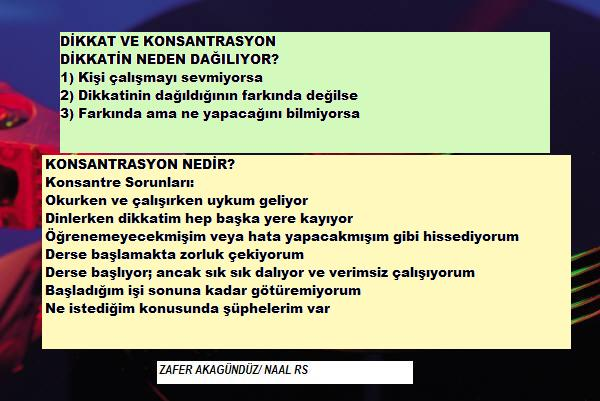 DİKKAT VE KONSANTRASYON
DİKKATİN NEDEN DAĞILIYOR?
1) Kişi çalışmayı sevmiyorsa
2) Dikkatinin dağıldığının farkında değilse
3) Farkında ama ne yapacağını bilmiyorsa
KONSANTRASYON NEDİR?
Konsantre Sorunları:
Okurken ve çalışırken uykum geliyor
Dinlerken dikkatim hep başka yere kayıyor
Öğrenemeyecekmişim veya hata yapacakmışım gibi hissediyorum
Derse başlamakta zorluk çekiyorum
Derse başlıyor; ancak sık sık dalıyor ve verimsiz çalışıyorum
Başladığım işi sonuna kadar götüremiyorum
Ne istediğim konusunda şüphelerim var
ZAFER AKAGÜNDÜZ/ NAAL RS